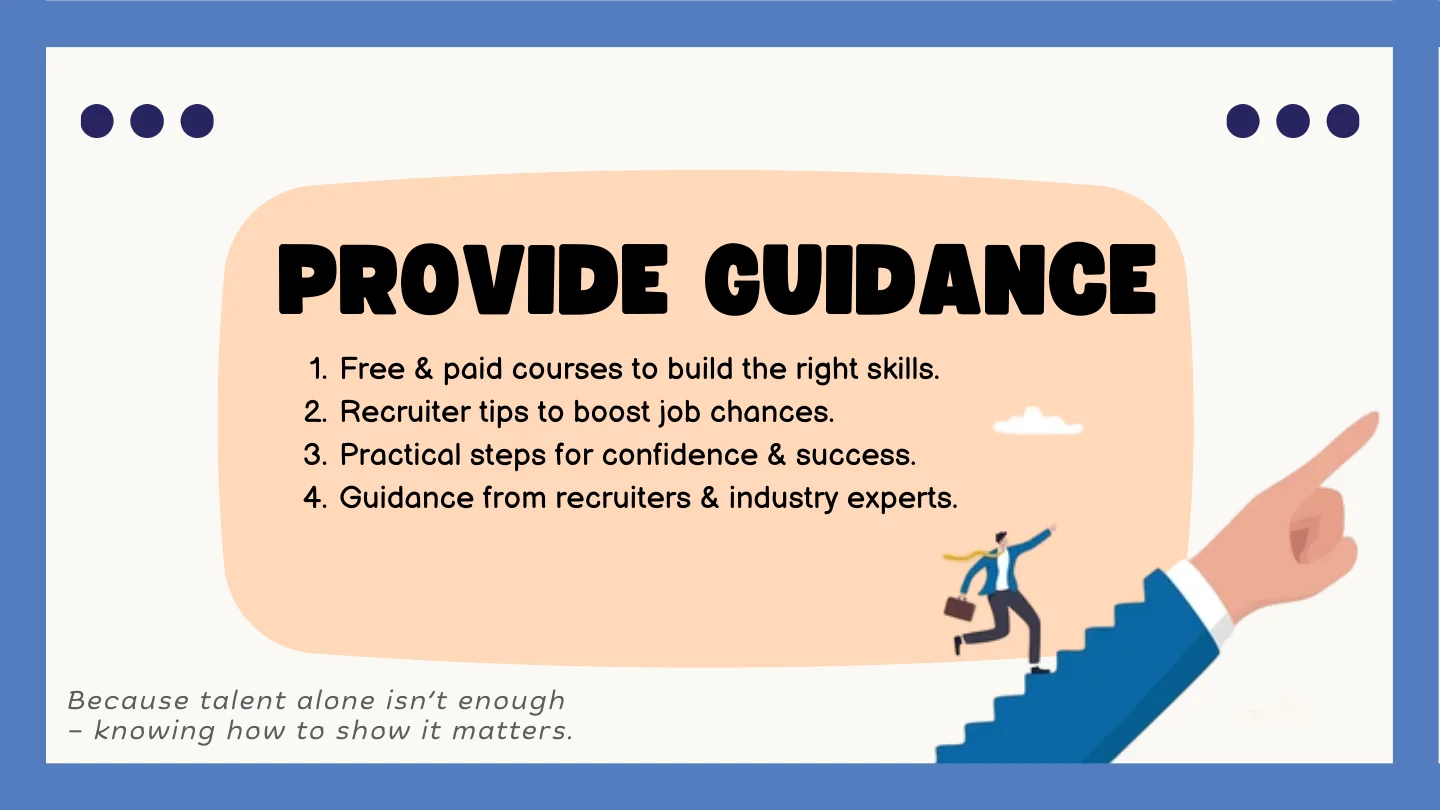 PROVIDE GUIDANCE
1. Free & paid courses to build the right skills.
2. Recruiter tips to boost job chances.
3. Practical steps for confidence & success.
4. Guidance from recruiters & industry experts.
Because talent alone isn't enough
– knowing how to show it matters.